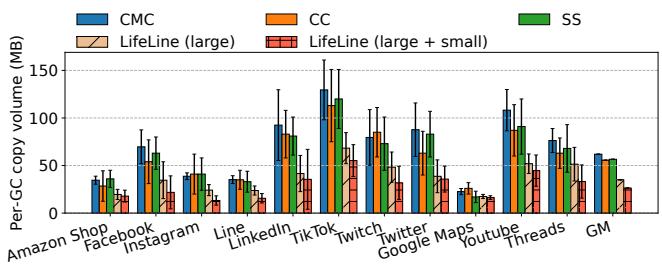 CMC CC SS
LifeLine (large) LifeLine (large + small)
Per-GC copy volume (MB)
150
100
50
0
Amazon Shop
Facebook
Instagram
Line
LinkedIn
TikTok
Twitch
Twitter
Google Maps
Youtube
Threads
GM